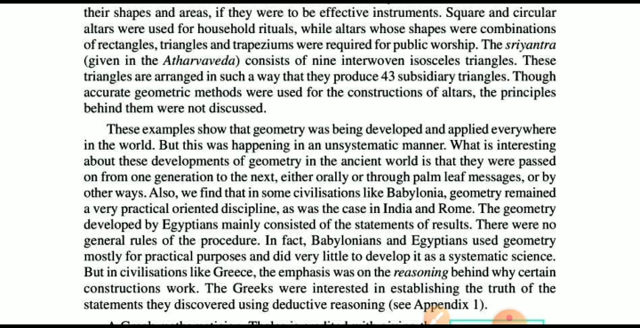 their shapes and areas, if they were to be effective instruments. Square and circular
altars were used for household rituals, while altars whose shapes were combinations
of rectangles, triangles and trapeziums were required for public worship. The sriyantra
(given in the Atharvaveda) consists of nine interwoven isosceles triangles. These
triangles are arranged in such a way that they produce 43 subsidiary triangles. Though
accurate geometric methods were used for the constructions of altars, the principles
behind them were not discussed.
These examples show that geometry was being developed and applied everywhere
in the world. But this was happening in an unsystematic manner. What is interesting
about these developments of geometry in the ancient world is that they were passed
on from one generation to the next, either orally or through palm leaf messages, or by
other ways. Also, we find that in some civilisations like Babylonia, geometry remained
a very practical oriented discipline, as was the case in India and Rome. The geometry
developed by Egyptians mainly consisted of the statements of results. There were no
general rules of the procedure. In fact, Babylonians and Egyptians used geometry
mostly for practical purposes and did very little to develop it as a systematic science.
But in civilisations like Greece, the emphasis was on the reasoning behind why certain
constructions work. The Greeks were interested in establishing the truth of the
statements they discovered using deductive reasoning (see Appendix 1).